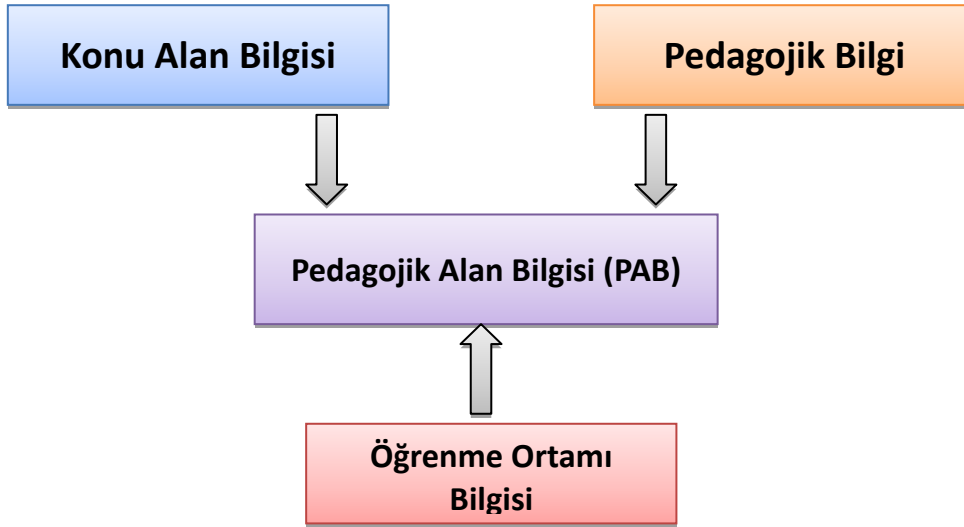 Konu Alan Bilgisi
Pedagojik Bilgi
Pedagojik Alan Bilgisi (PAB)
Öğrenme Ortamı
Bilgisi